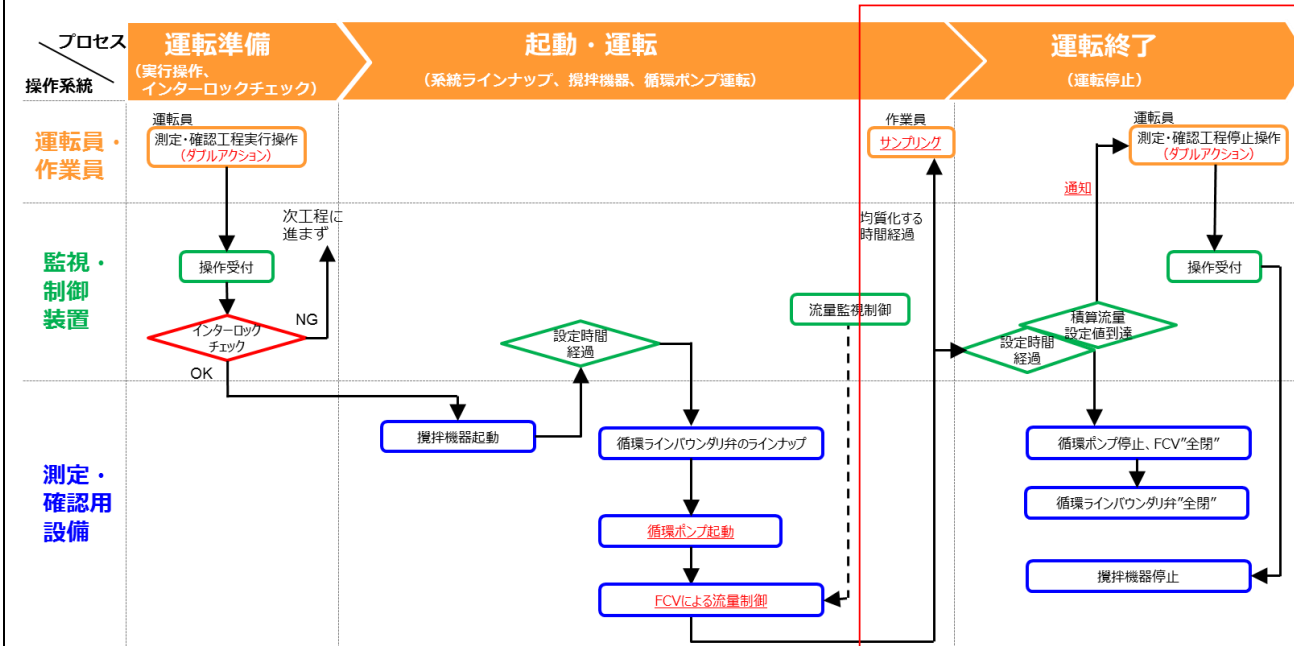 プロセス
操作系統
運転準備
(実行操作、
インターロックチェック)
起動・運転
(系統ラインナップ、攪拌機器、循環ポンプ運転)
運転終了
(運転停止)
運転員・
作業員
運転員
測定・確認工程実行操作
(ダブルアクション)
作業員
サンプリング
運転員
測定・確認工程停止操作
(ダブルアクション)
通知
監視・
制御
装置
次工程に
進まず
操作受付
インターロック
チェック
NG
OK
設定時間
経過
流量監視制御
均質化する
時間経過
積算流量
設定値到達
設定時間
経過
操作受付
測定・
確認用
設備
攪拌機器起動
循環ラインバウンダリ弁のラインナップ
循環ポンプ起動
FCVによる流量制御
循環ポンプ停止、FCV”全閉”
循環ラインバウンダリ弁”全閉”
攪拌機器停止